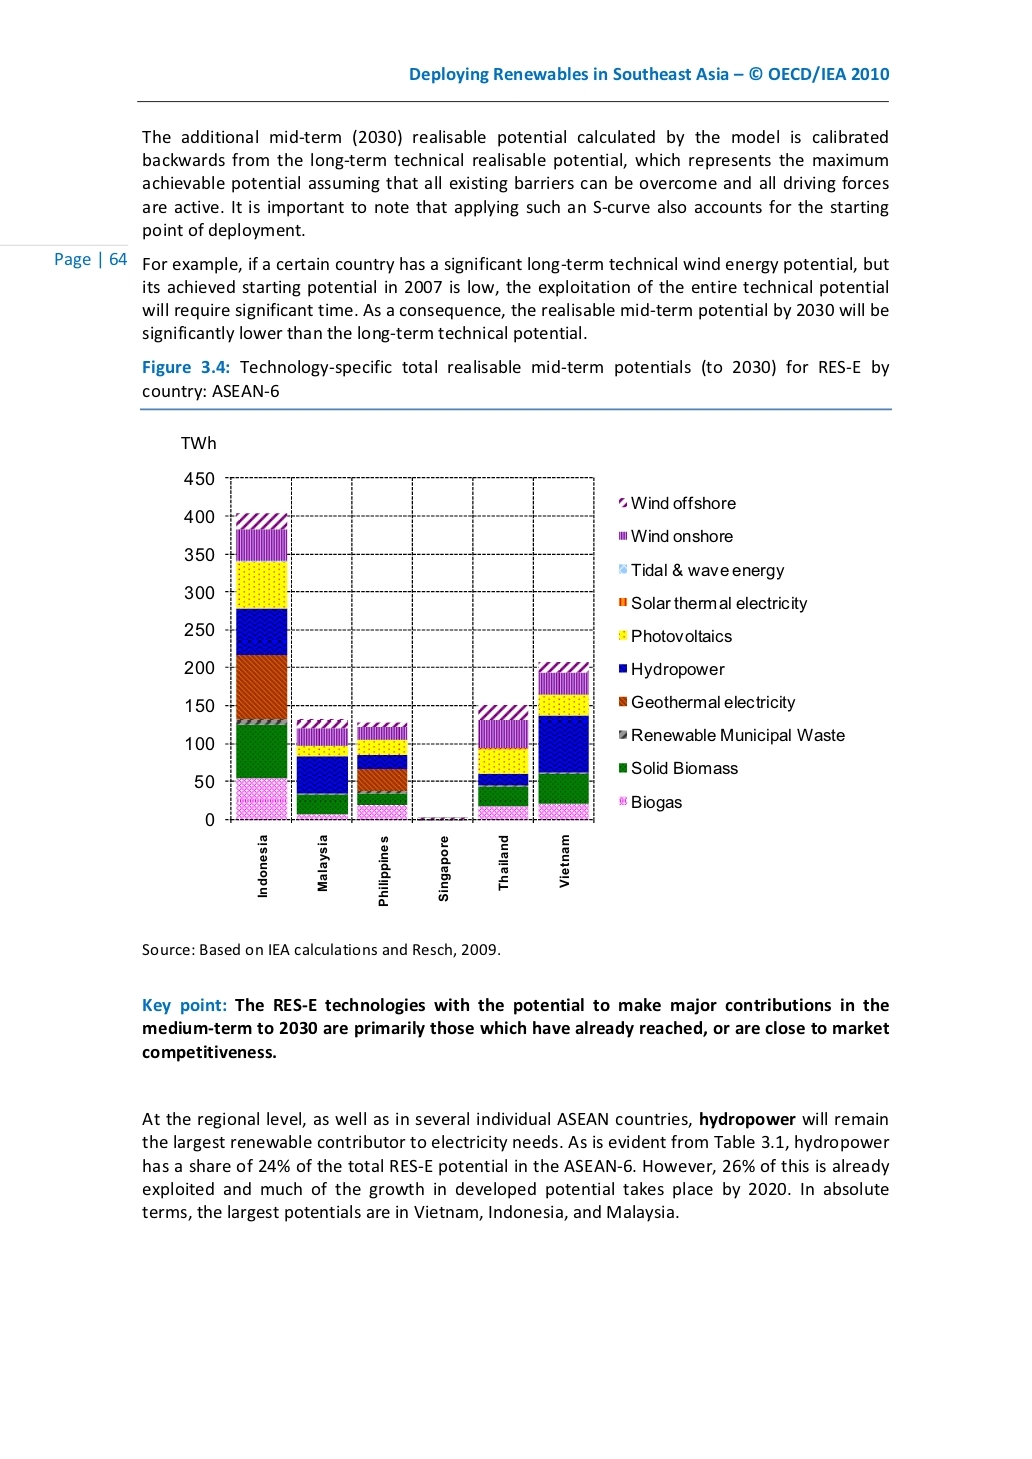 Deploying Renewables in Southeast Asia – © OECD/IEA 2010
The additional mid-term (2030) realisable potential calculated by the model is calibrated
backwards from the long-term technical realisable potential, which represents the maximum
achievable potential assuming that all existing barriers can be overcome and all driving forces
are active. It is important to note that applying such an S-curve also accounts for the starting
point of deployment.
Page | 64
For example, if a certain country has a significant long-term technical wind energy potential, but
its achieved starting potential in 2007 is low, the exploitation of the entire technical potential
will require significant time. As a consequence, the realisable mid-term potential by 2030 will be
significantly lower than the long-term technical potential.
Figure 3.4: Technology-specific total realisable mid-term potentials (to 2030) for RES-E by
country: ASEAN-6
TWh
450
400
350
300
250
200
150
100
50
0
Indonesia
Malaysia
Philippines
Singapore
Thailand
Vietnam
Wind offshore
Wind onshore
Tidal & wave energy
Solar thermal electricity
Photovoltaics
Hydropower
Geothermal electricity
Renewable Municipal Waste
Solid Biomass
Biogas
Source: Based on IEA calculations and Resch, 2009.
Key point: The RES-E technologies with the potential to make major contributions in the
medium-term to 2030 are primarily those which have already reached, or are close to market
competitiveness.
At the regional level, as well as in several individual ASEAN countries, hydropower will remain
the largest renewable contributor to electricity needs. As is evident from Table 3.1, hydropower
has a share of 24% of the total RES-E potential in the ASEAN-6. However, 26% of this is already
exploited and much of the growth in developed potential takes place by 2020. In absolute
terms, the largest potentials are in Vietnam, Indonesia, and Malaysia.